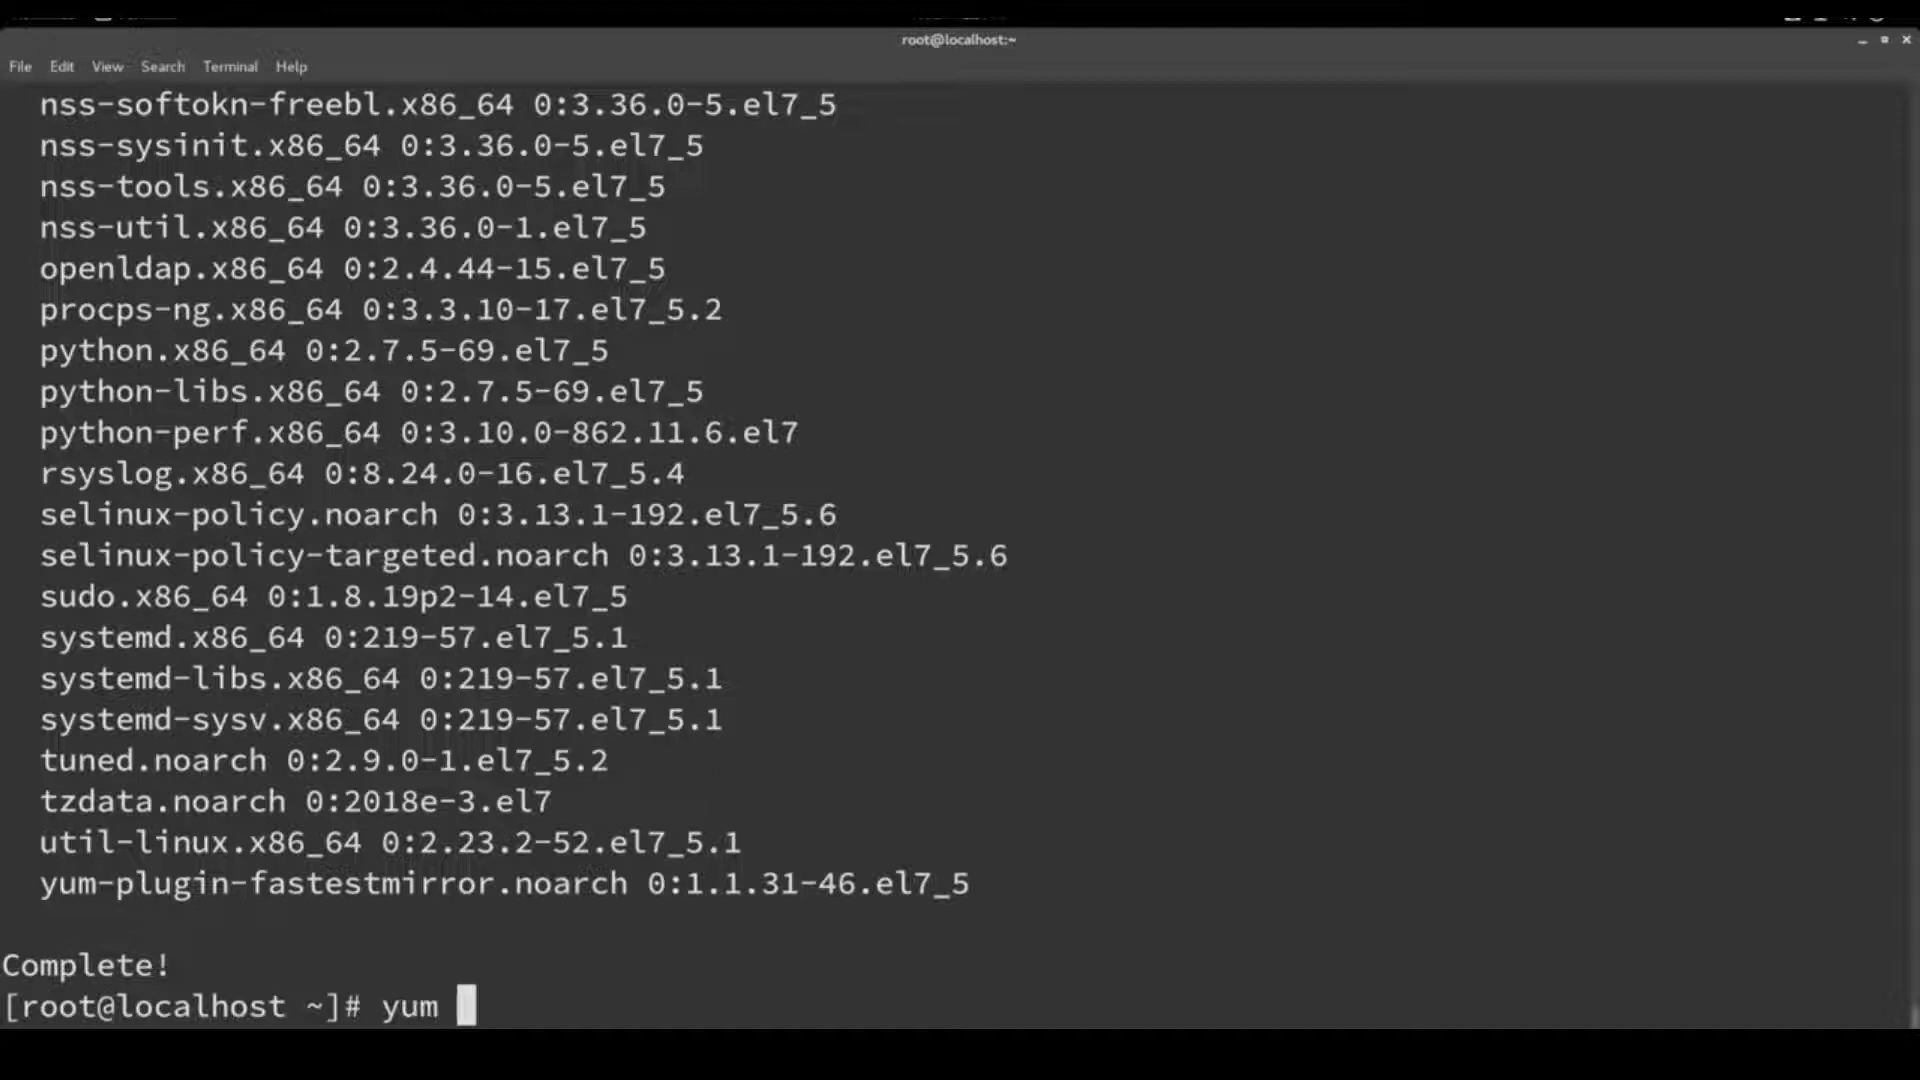 root@localhost:~
File Edit View Search Terminal Help
nss-softokn-freebl.x86_64 0:3.36.0-5.el7_5
nss-sysinit.x86_64 0:3.36.0-5.el7_5
nss-tools.x86_64 0:3.36.0-5.el7_5
nss-util.x86_64 0:3.36.0-1.el7_5
openldap.x86_64 0:2.4.44-15.el7_5
procps-ng.x86_64 0:3.3.10-17.el7_5.2
python.x86_64 0:2.7.5-69.el7_5
python-libs.x86_64 0:2.7.5-69.el7_5
python-perf.x86_64 0:3.10.0-862.11.6.el7
rsyslog.x86_64 0:8.24.0-16.el7_5.4
selinux-policy.noarch 0:3.13.1-192.el7_5.6
selinux-policy-targeted.noarch 0:3.13.1-192.el7_5.6
sudo.x86_64 0:1.8.19p2-14.el7_5
systemd.x86_64 0:219-57.el7_5.1
systemd-libs.x86_64 0:219-57.el7_5.1
systemd-sysv.x86_64 0:219-57.el7_5.1
tuned.noarch 0:2.9.0-1.el7_5.2
tzdata.noarch 0:2018e-3.el7
util-linux.x86_64 0:2.23.2-52.el7_5.1
yum-plugin-fastestmirror.noarch 0:1.1.31-46.el7_5
Complete!
[root@localhost ~]# yum